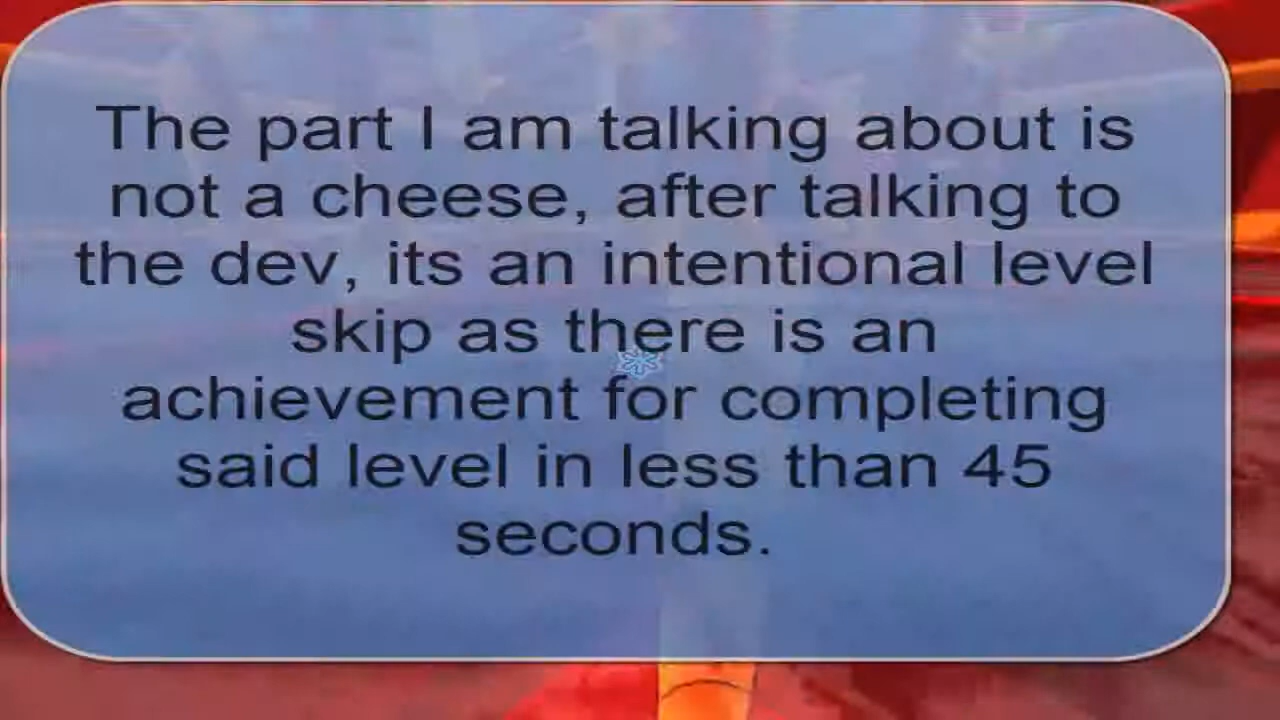 The part I am talking about is
not a cheese, after talking to
the dev, its an intentional level
skip as there is an
achievement for completing
said level in less than 45
seconds.